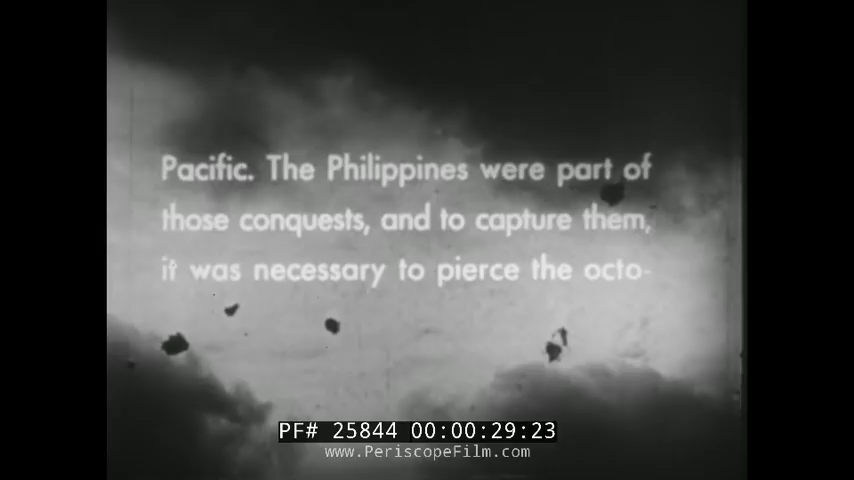 Pacific. The Philippines were part of
those conquests, and to capture them,
it was necessary to pierce the octo-
PF# 25844 00:00:29:23
www.PeriscopeFilm.com